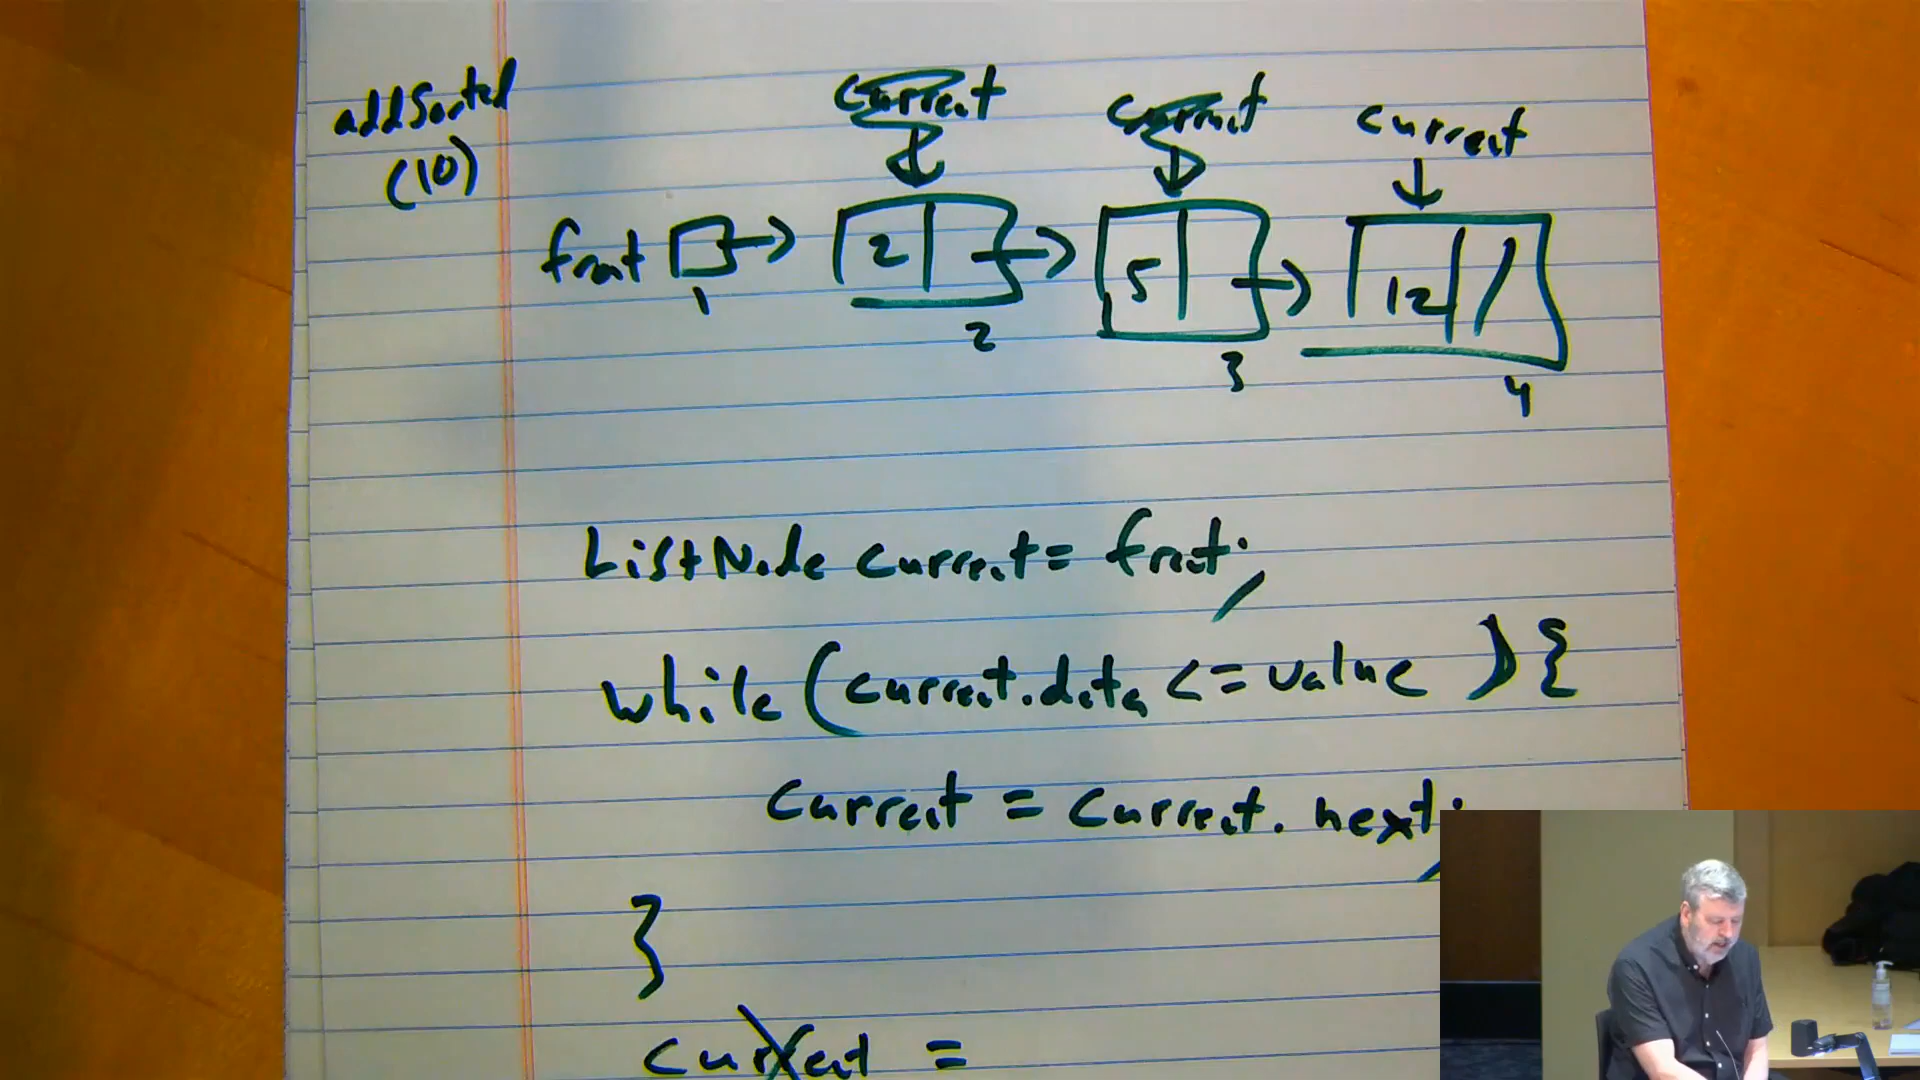 addSorted
(10)
current
current
current
front
2
5
12
1
2
3
4
ListNode current = front;
while (current.data <= value) {
current = current.next;
}
current =